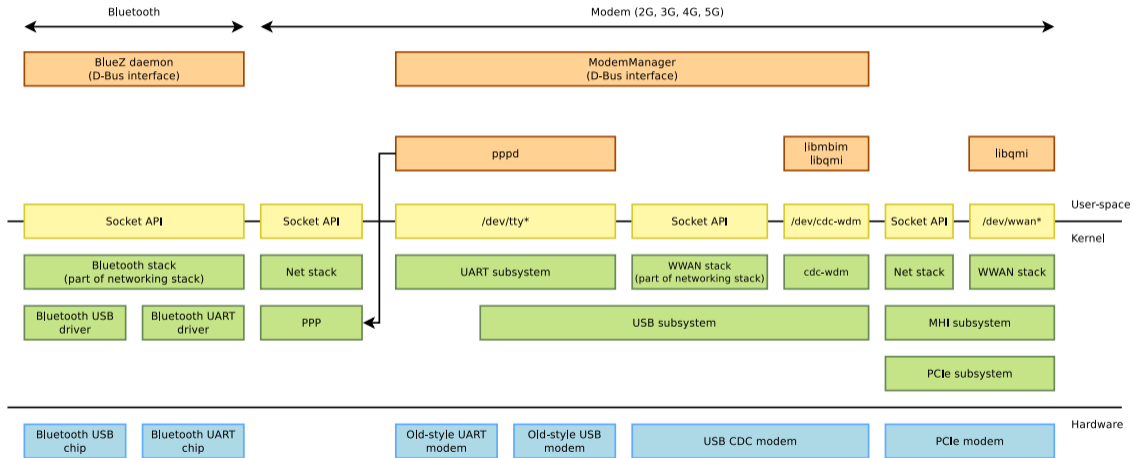 Bluetooth
Modem (2G, 3G, 4G, 5G)
BlueZ daemon
(D-Bus interface)
ModemManager
(D-Bus interface)
pppd
libmbim
libqmi
libqmi
Socket API
Socket API
/dev/tty*
Socket API
/dev/cdc-wdm
Socket API
/dev/wwan*
User-space
Kernel
Bluetooth stack
(part of networking stack)
Net stack
UART subsystem
WWAN stack
(part of networking stack)
cdc-wdm
Net stack
WWAN stack
Bluetooth USB
driver
Bluetooth UART
driver
PPP
USB subsystem
MHI subsystem
PCIe subsystem
Hardware
Bluetooth USB
chip
Bluetooth UART
chip
Old-style UART
modem
Old-style USB
modem
USB CDC modem
PCIe modem